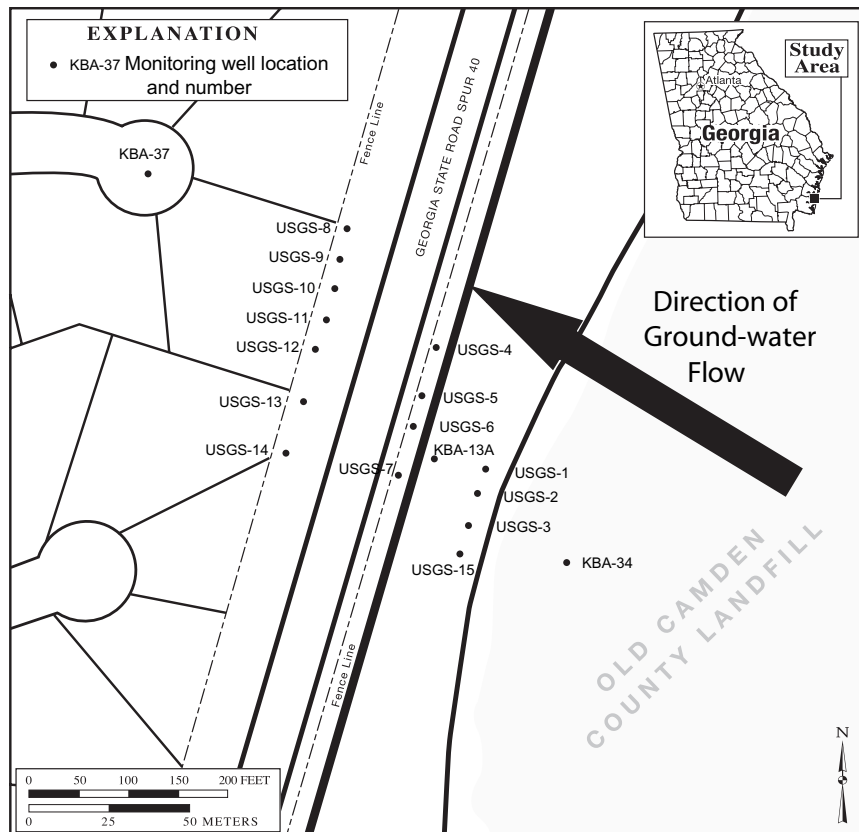 EXPLANATION
KBA-37 Monitoring well location
and number
Study
Area
Atlanta
Georgia
KBA-37
Fence Line
GEORGIA STATE ROAD SPUR 40
USGS-8
USGS-9
USGS-10
USGS-11
USGS-12
USGS-13
USGS-14
Direction of
Ground-water
Flow
USGS-4
USGS-5
USGS-6
KBA-13A
USGS-7
USGS-1
USGS-2
USGS-3
USGS-15
KBA-34
OLD CAMDEN
COUNTY LANDFILL
Fence Line
N
0 50 100 150 200 FEET
0 25 50 METERS